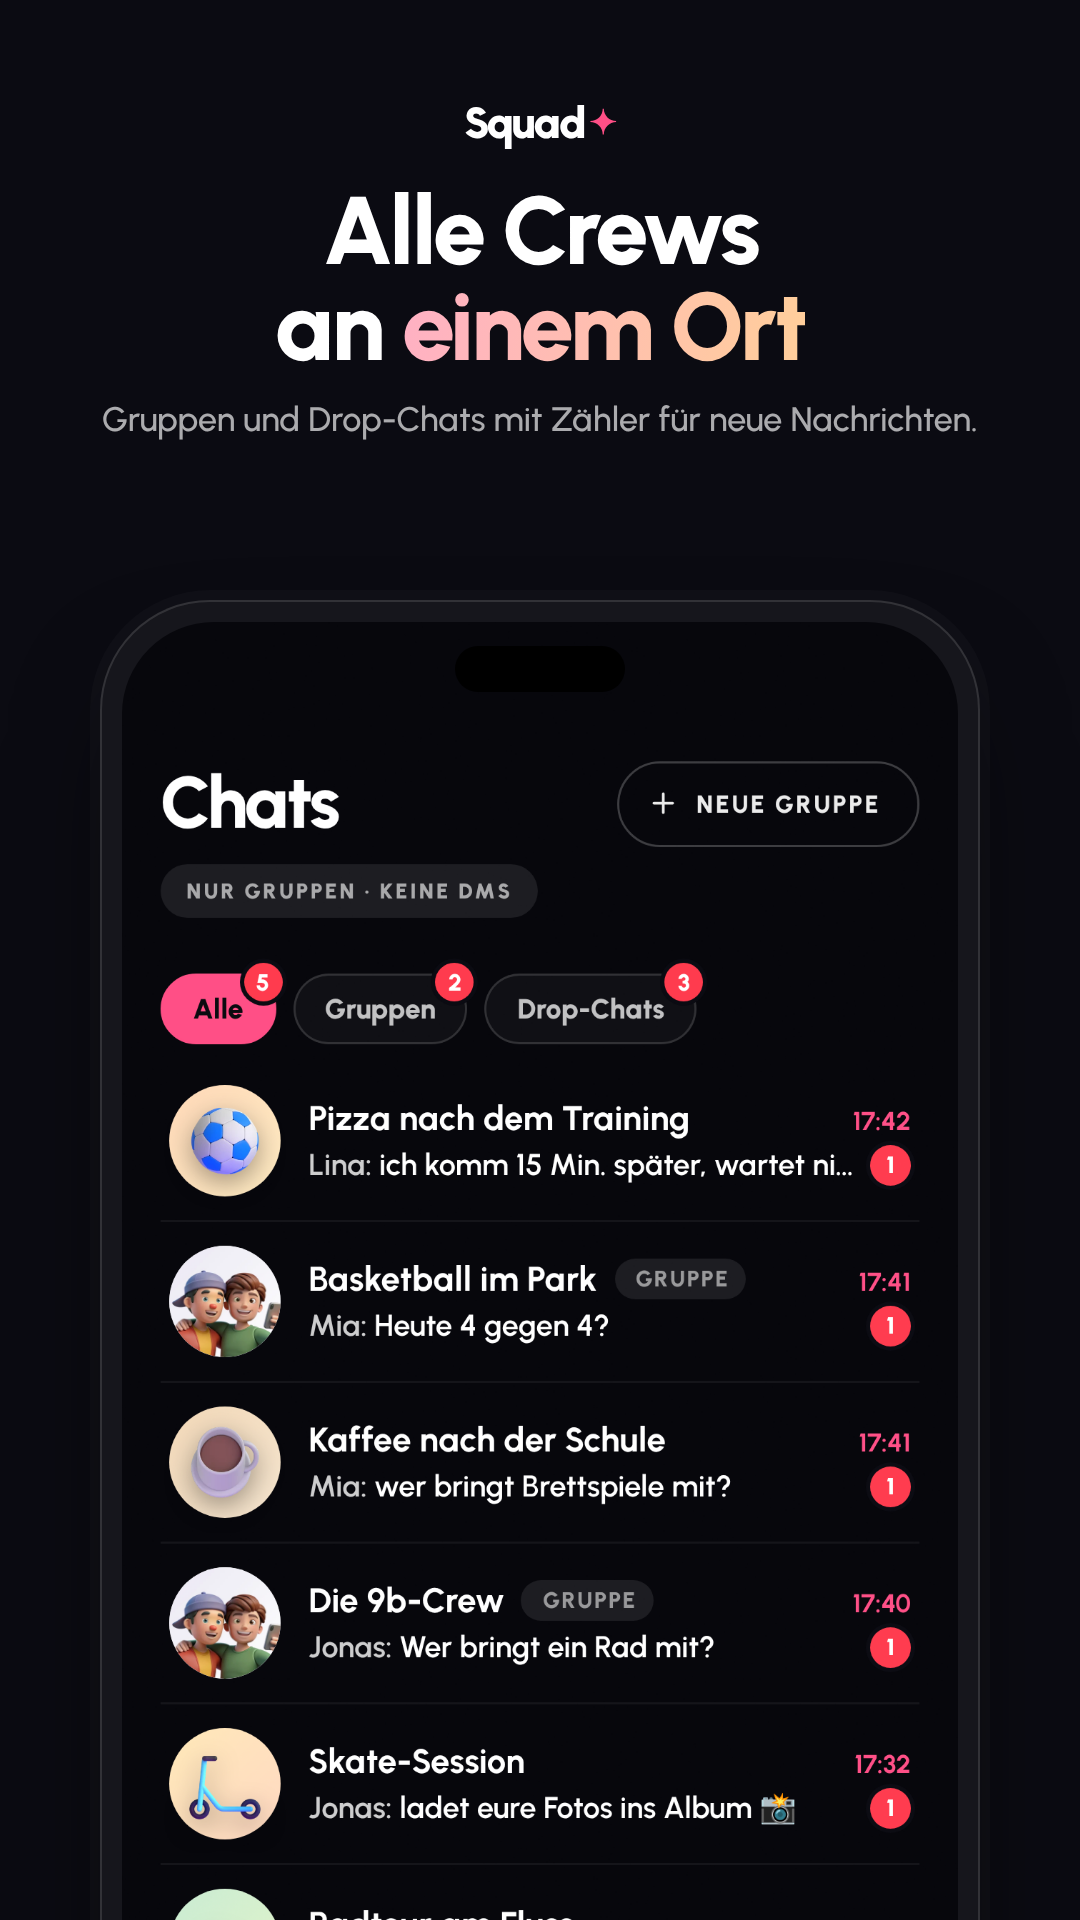 Squad
Alle Crews
an einem Ort
Gruppen und Drop-Chats mit Zähler für neue Nachrichten.
Chats
+ NEUE GRUPPE
NUR GRUPPEN · KEINE DMS
Alle 5
Gruppen 2
Drop-Chats 3
Pizza nach dem Training 17:42
Lina: ich komm 15 Min. später, wartet ni... 1
Basketball im Park GRUPPE 17:41
Mia: Heute 4 gegen 4? 1
Kaffee nach der Schule 17:41
Mia: wer bringt Brettspiele mit? 1
Die 9b-Crew GRUPPE 17:40
Jonas: Wer bringt ein Rad mit? 1
Skate-Session 17:32
Jonas: ladet eure Fotos ins Album 📸 1